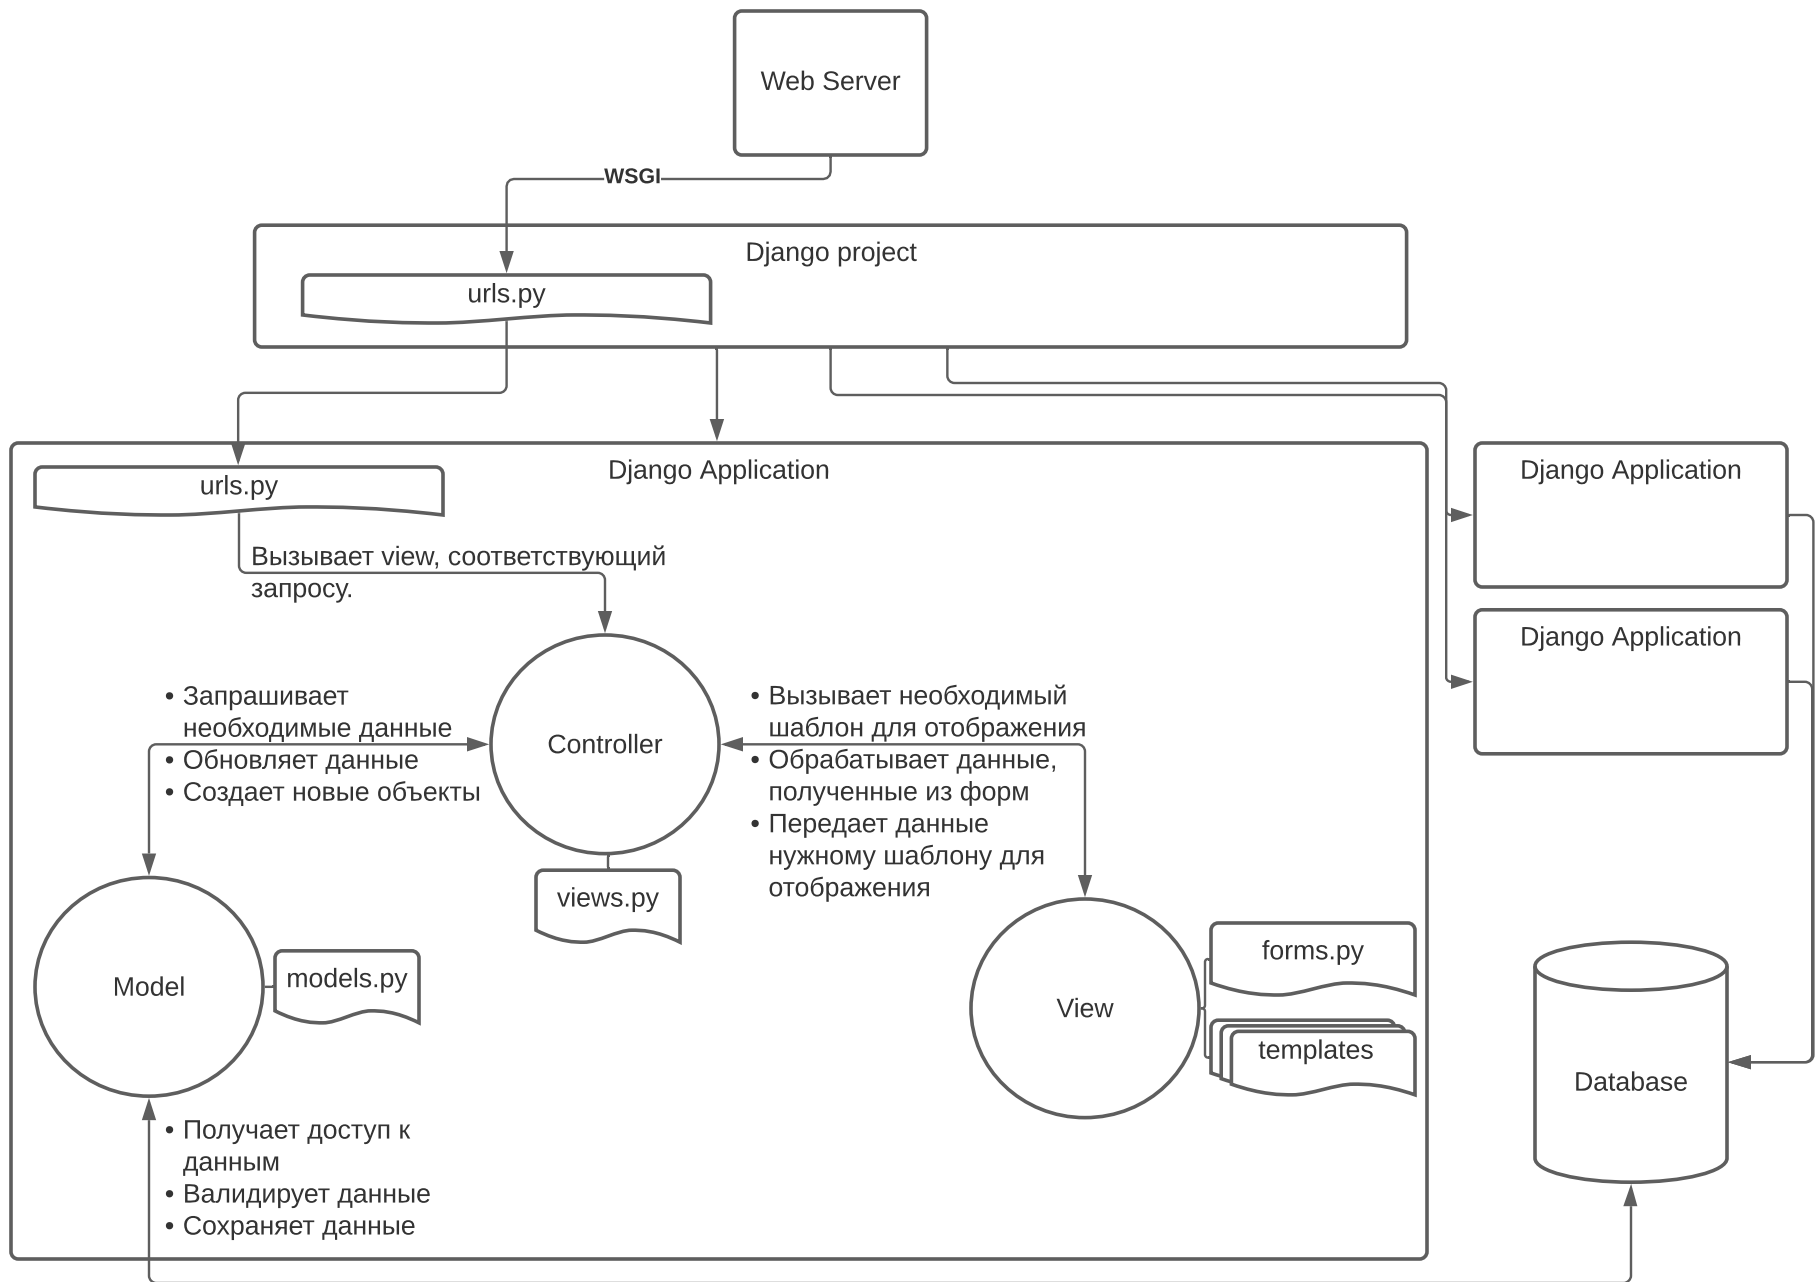 Web Server
WSGI
Django project
urls.py
Django Application
urls.py
Вызывает view, соответствующий
запросу.
Django Application
Django Application
• Запрашивает
необходимые данные
• Обновляет данные
• Создает новые объекты
Controller
• Вызывает необходимый
шаблон для отображения
• Обрабатывает данные,
полученные из форм
• Передает данные
нужному шаблону для
отображения
views.py
Model
models.py
View
forms.py
templates
Database
• Получает доступ к
данным
• Валидирует данные
• Сохраняет данные